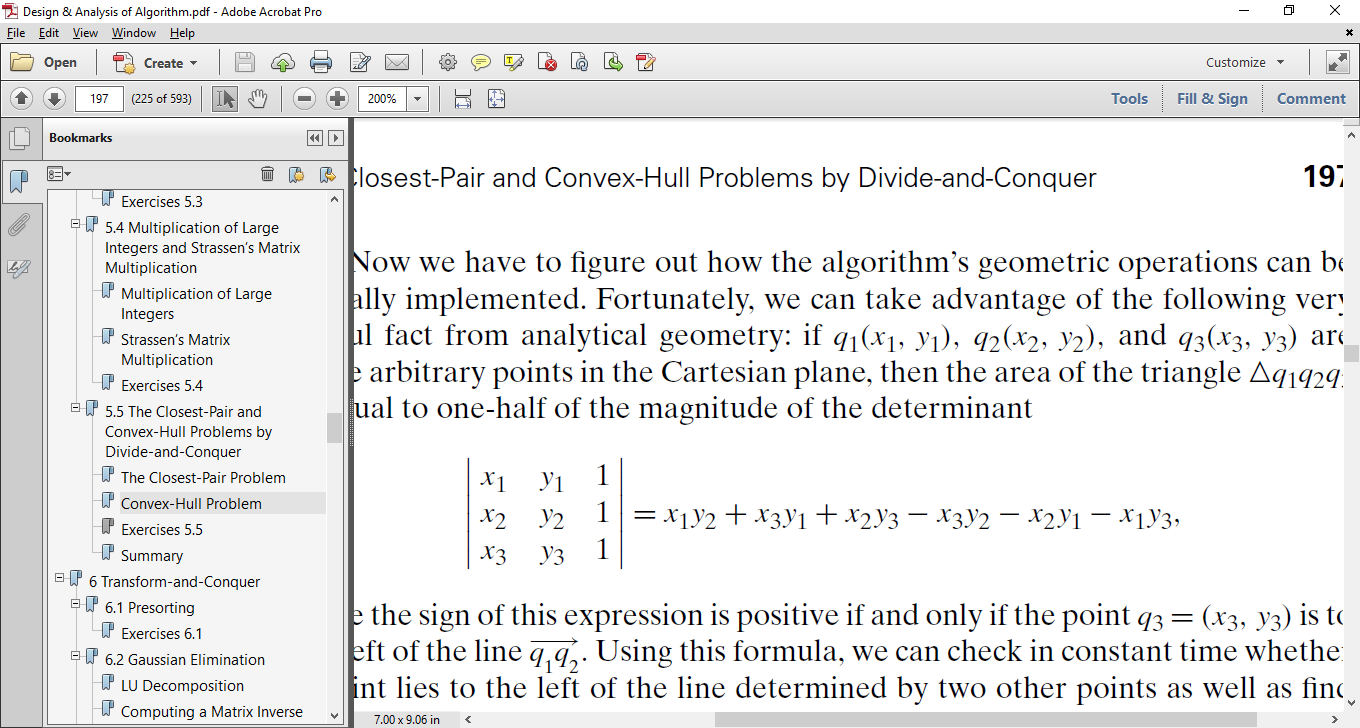 Design & Analysis of Algorithm.pdf - Adobe Acrobat Pro
File Edit View Window Help
Open Create Customize
197 (225 of 593) 200% Tools Fill & Sign Comment
Bookmarks
Exercises 5.3
5.4 Multiplication of Large
Integers and Strassen's Matrix
Multiplication
Multiplication of Large
Integers
Strassen's Matrix
Multiplication
Exercises 5.4
5.5 The Closest-Pair and
Convex-Hull Problems by
Divide-and-Conquer
The Closest-Pair Problem
Convex-Hull Problem
Exercises 5.5
Summary
6 Transform-and-Conquer
6.1 Presorting
Exercises 6.1
6.2 Gaussian Elimination
LU Decomposition
Computing a Matrix Inverse
Closest-Pair and Convex-Hull Problems by Divide-and-Conquer 197
Now we have to figure out how the algorithm's geometric operations can be
ally implemented. Fortunately, we can take advantage of the following very
ul fact from analytical geometry: if q1(x1, y1), q2(x2, y2), and q3(x3, y3) are
e arbitrary points in the Cartesian plane, then the area of the triangle △q1q2q3
ual to one-half of the magnitude of the determinant
x1 y1 1
x2 y2 1 = x1y2 + x3y1 + x2y3 − x3y2 − x2y1 − x1y3,
x3 y3 1
e the sign of this expression is positive if and only if the point q3 = (x3, y3) is to
eft of the line q1q2. Using this formula, we can check in constant time whether
int lies to the left of the line determined by two other points as well as find
7.00 x 9.06 in